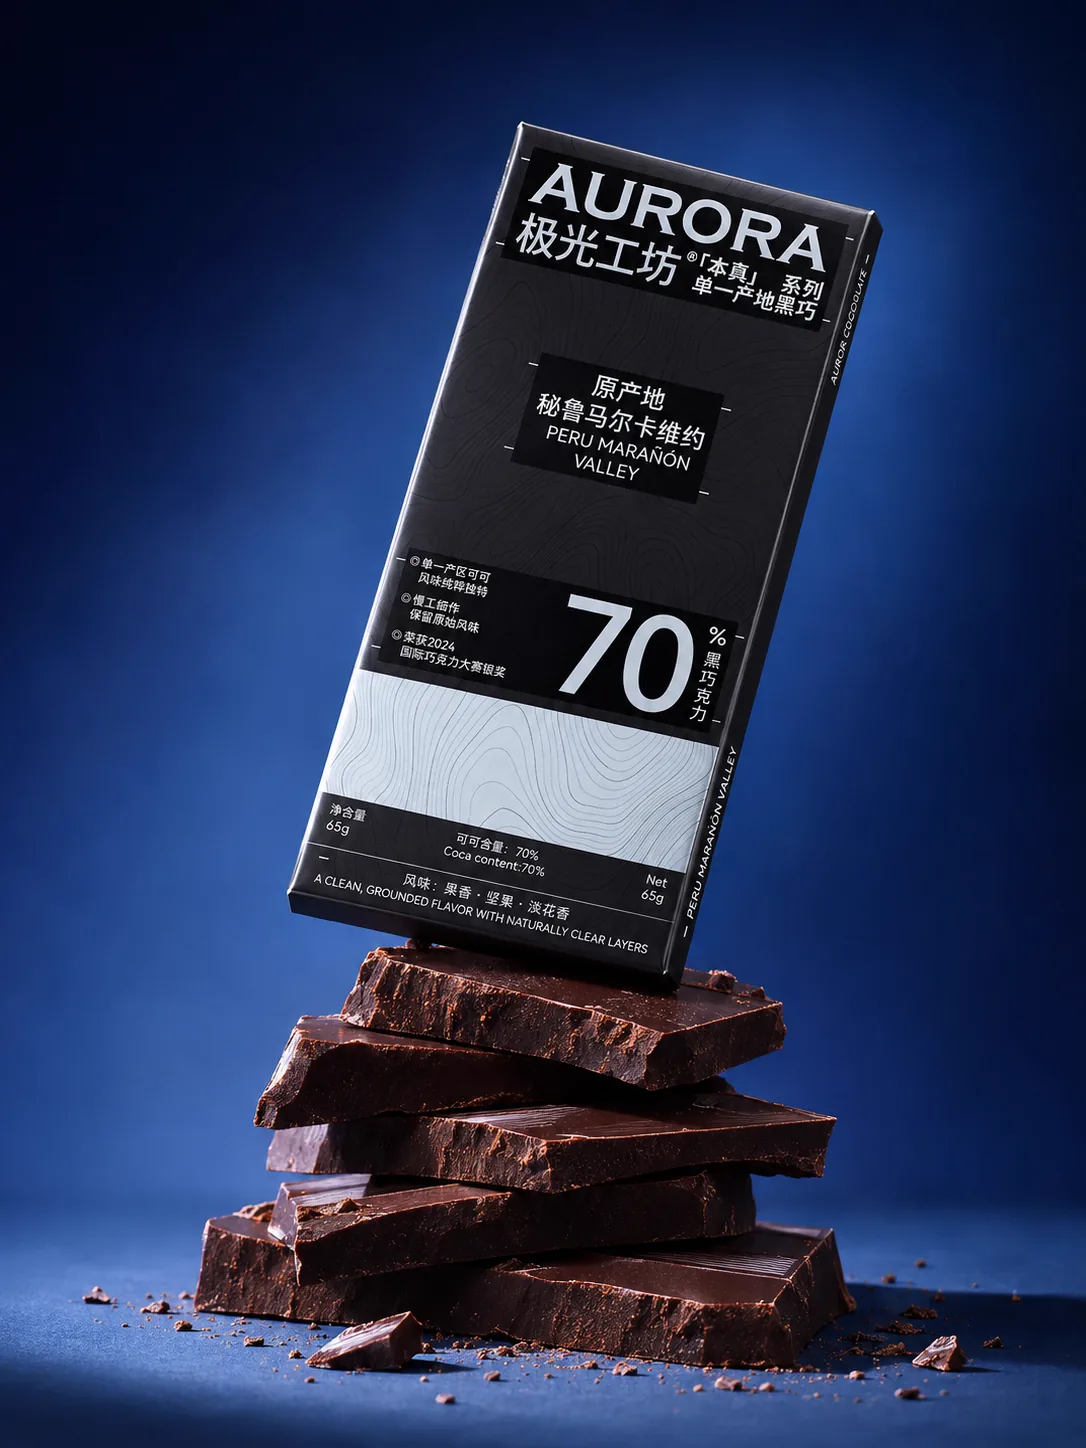 AURORA
极光工坊®「本真」 系列
单一产地黑巧
原产地
秘鲁马尔卡维约
PERU MARAÑÓN
VALLEY
◎单一产区可可
风味纯粹独特
◎慢工细作
保留原始风味
◎荣获2024
国际巧克力大赛银奖
70%
黑巧克力
净含量
65g
可可含量：70%
Coca content:70%
Net
65g
风味：果香·坚果·淡花香
A CLEAN, GROUNDED FLAVOR WITH NATURALLY CLEAR LAYERS
AUROR COCOOLATE
PERU MARAÑÓN VALLEY